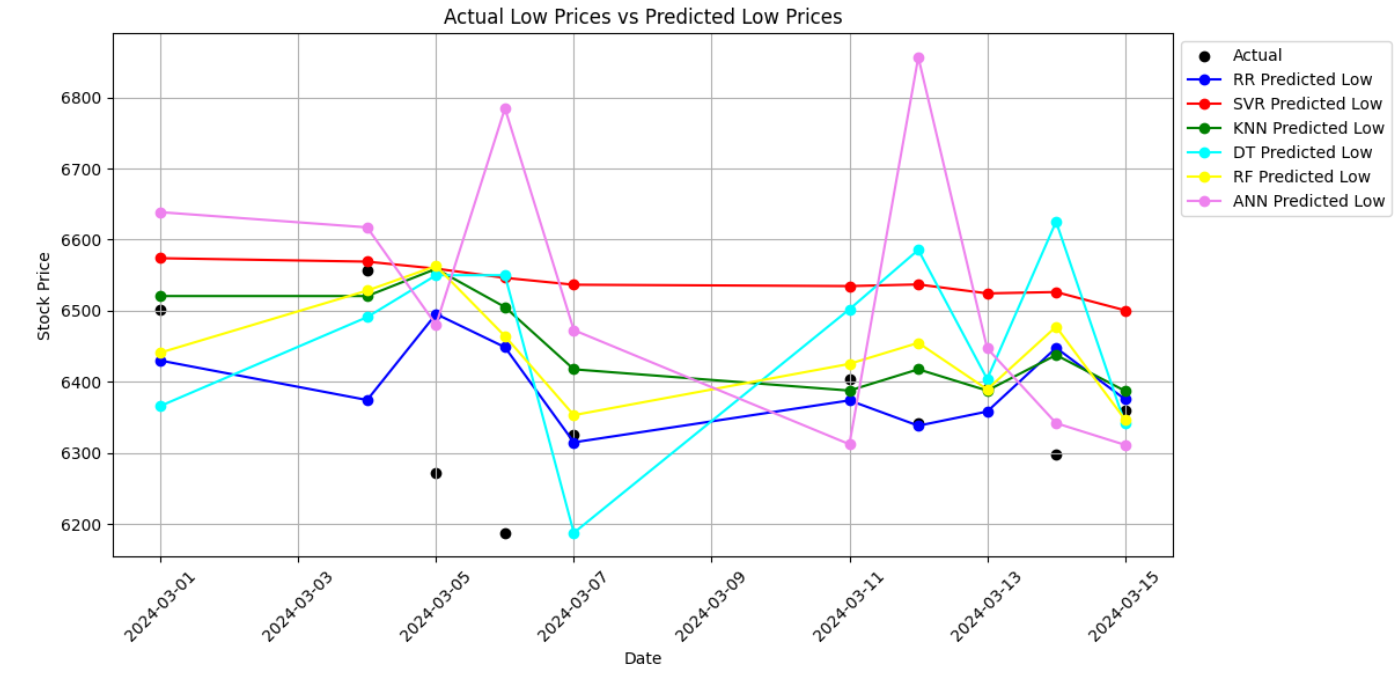 Actual Low Prices vs Predicted Low Prices
Actual
RR Predicted Low
SVR Predicted Low
KNN Predicted Low
DT Predicted Low
RF Predicted Low
ANN Predicted Low
Stock Price
6800
6700
6600
6500
6400
6300
6200
2024-03-01
2024-03-03
2024-03-05
2024-03-07
2024-03-09
2024-03-11
2024-03-13
2024-03-15
Date